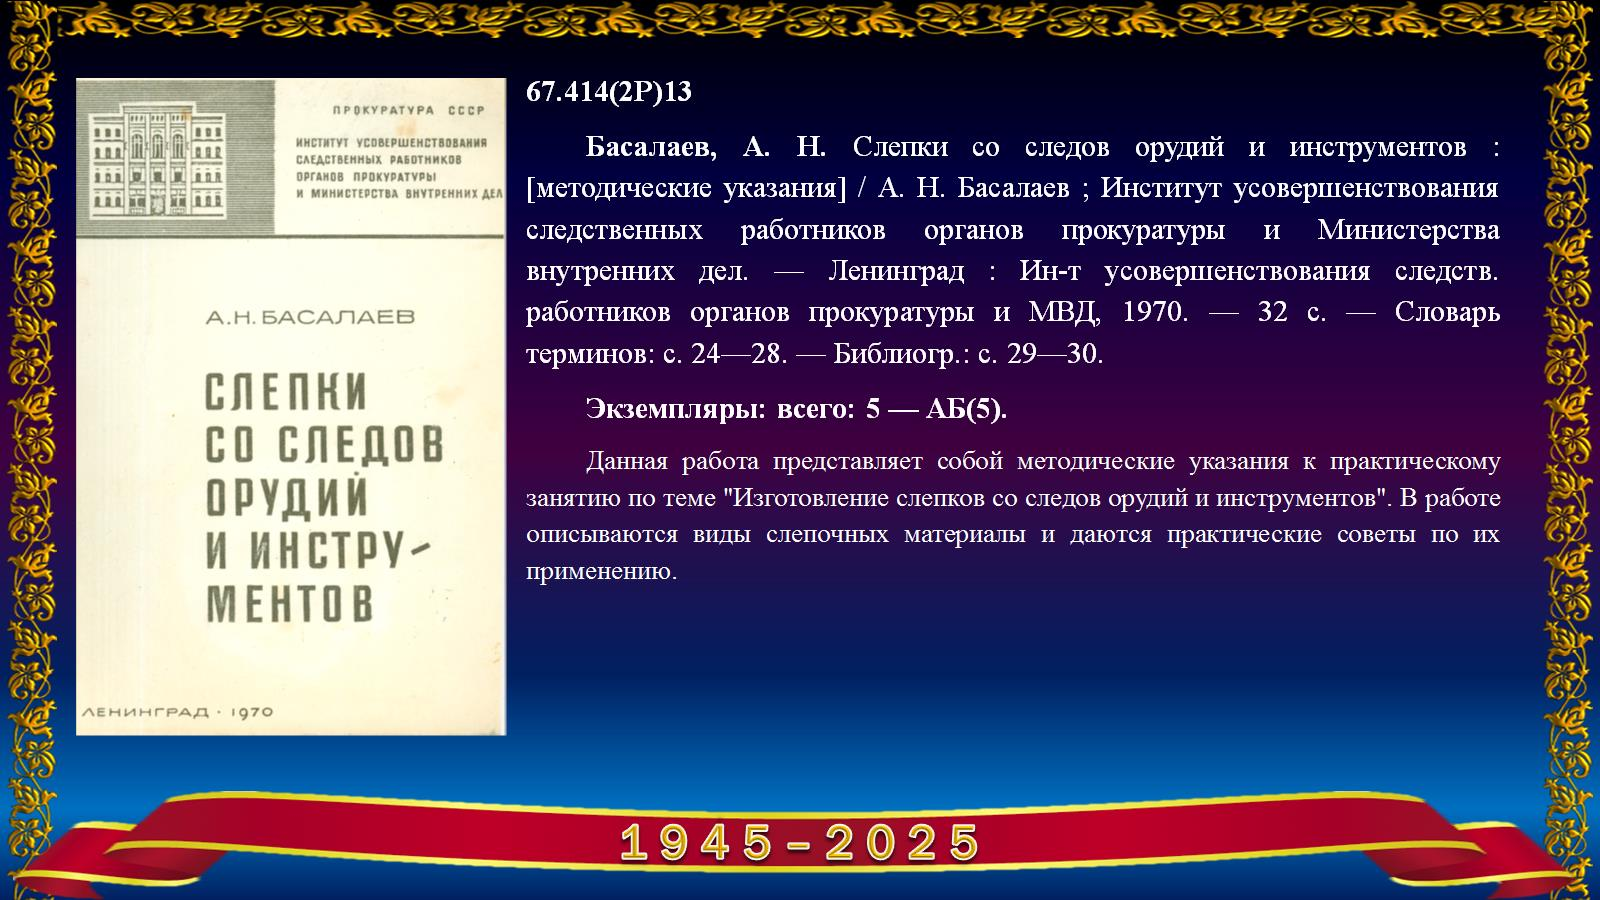 ПРОКУРАТУРА СССР
ИНСТИТУТ УСОВЕРШЕНСТВОВАНИЯ
СЛЕДСТВЕННЫХ РАБОТНИКОВ
ОРГАНОВ ПРОКУРАТУРЫ
И МИНИСТЕРСТВА ВНУТРЕННИХ ДЕЛ
А.Н. БАСАЛАЕВ
СЛЕПКИ
СО СЛЕДОВ
ОРУДИЙ
И ИНСТРУ-
МЕНТОВ
ЛЕНИНГРАД · 1970
67.414(2Р)13
Басалаев, А. Н. Слепки со следов орудий и инструментов :
[методические указания] / А. Н. Басалаев ; Институт усовершенствования
следственных работников органов прокуратуры и Министерства
внутренних дел. — Ленинград : Ин-т усовершенствования следств.
работников органов прокуратуры и МВД, 1970. — 32 с. — Словарь
терминов: с. 24—28. — Библиогр.: с. 29—30.
Экземпляры: всего: 5 — АБ(5).
Данная работа представляет собой методические указания к практическому
занятию по теме "Изготовление слепков со следов орудий и инструментов". В работе
описываются виды слепочных материалы и даются практические советы по их
применению.
1945–2025